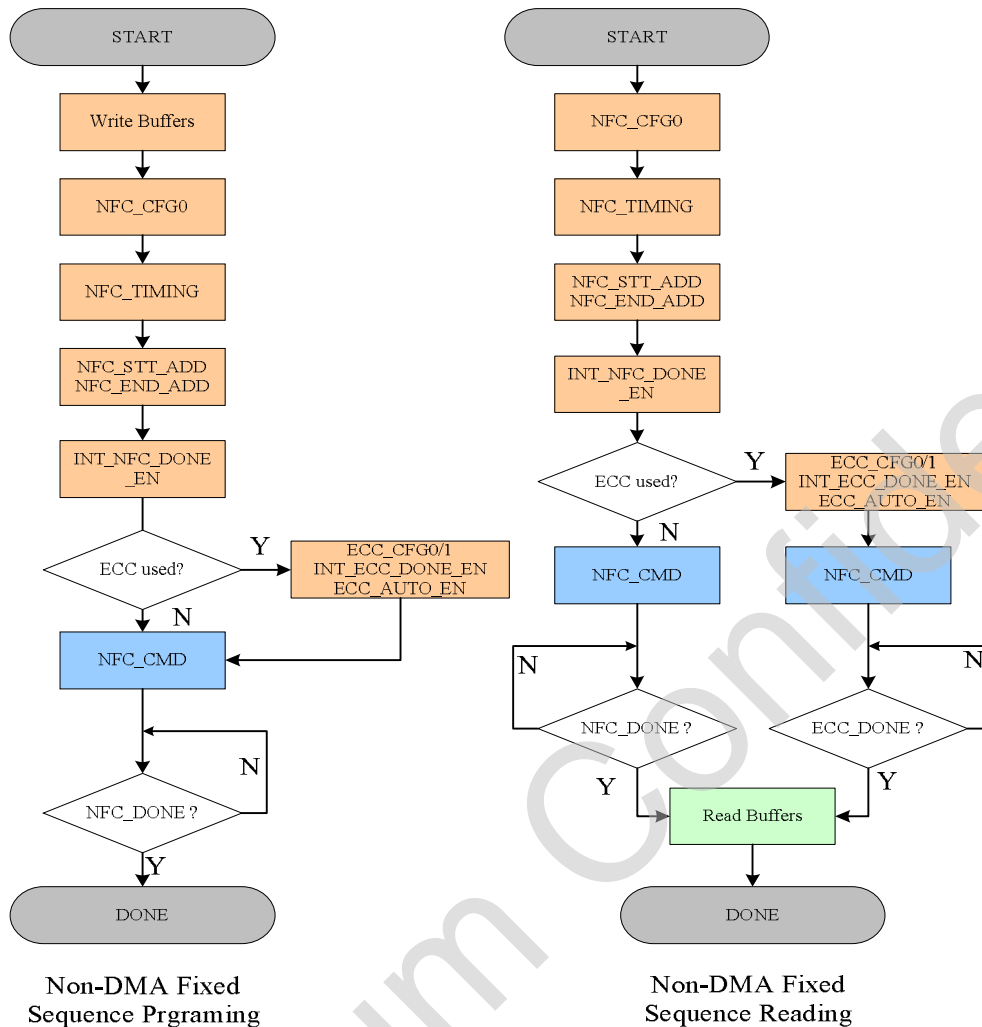 START
Write Buffers
NFC_CFG0
NFC_TIMING
NFC_STT_ADD
NFC_END_ADD
INT_NFC_DONE
_EN
ECC used?
Y
ECC_CFG0/1
INT_ECC_DONE_EN
ECC_AUTO_EN
N
NFC_CMD
N
NFC_DONE ?
Y
DONE
Non-DMA Fixed
Sequence Prgraming
START
NFC_CFG0
NFC_TIMING
NFC_STT_ADD
NFC_END_ADD
INT_NFC_DONE
_EN
ECC used?
Y
ECC_CFG0/1
INT_ECC_DONE_EN
ECC_AUTO_EN
N
NFC_CMD
NFC_CMD
N
N
NFC_DONE ?
ECC_DONE ?
Y
Y
Read Buffers
DONE
Non-DMA Fixed
Sequence Reading